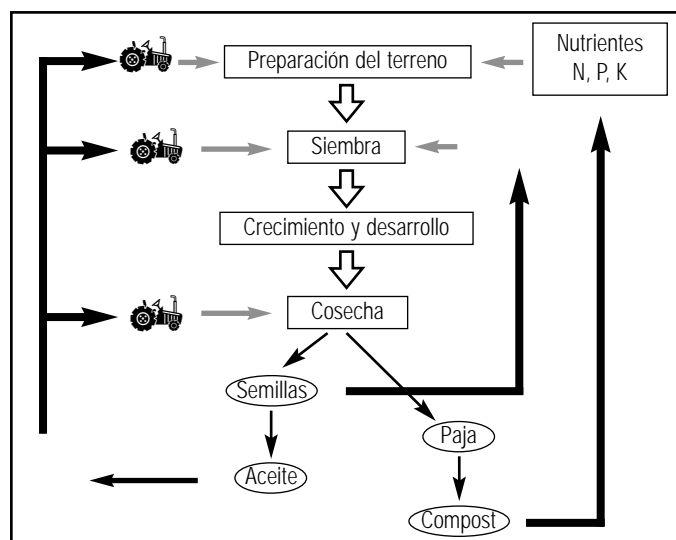 Preparación del terreno
Nutrientes
N, P, K
Siembra
Crecimiento y desarrollo
Cosecha
Semillas
Paja
Aceite
Compost